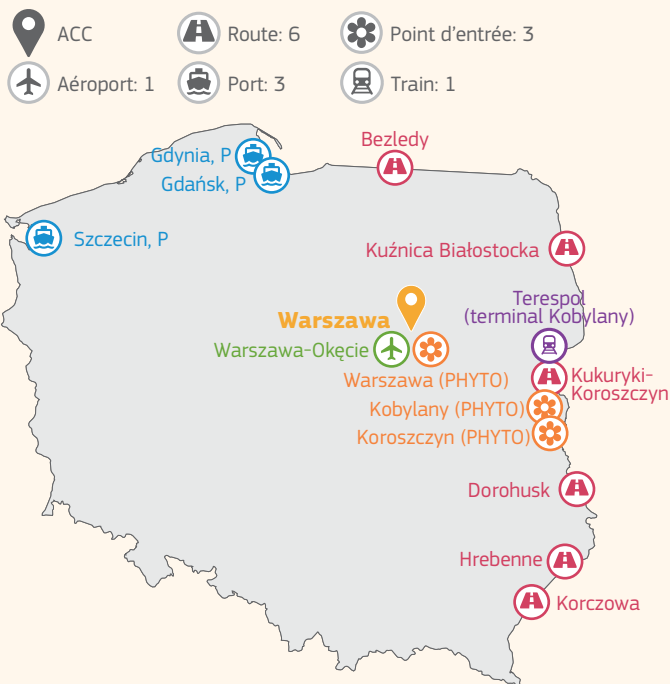 ACC
Route: 6
Point d'entrée: 3
Aéroport: 1
Port: 3
Train: 1
Bezledy
Gdynia, P
Gdańsk, P
Szczecin, P
Kuźnica Białostocka
Terespol
(terminal Kobylany)
Warszawa
Warszawa-Okęcie
Warszawa (PHYTO)
Kukuryki-
Koroszczyn
Kobylany (PHYTO)
Koroszczyn (PHYTO)
Dorohusk
Hrebenne
Korczowa